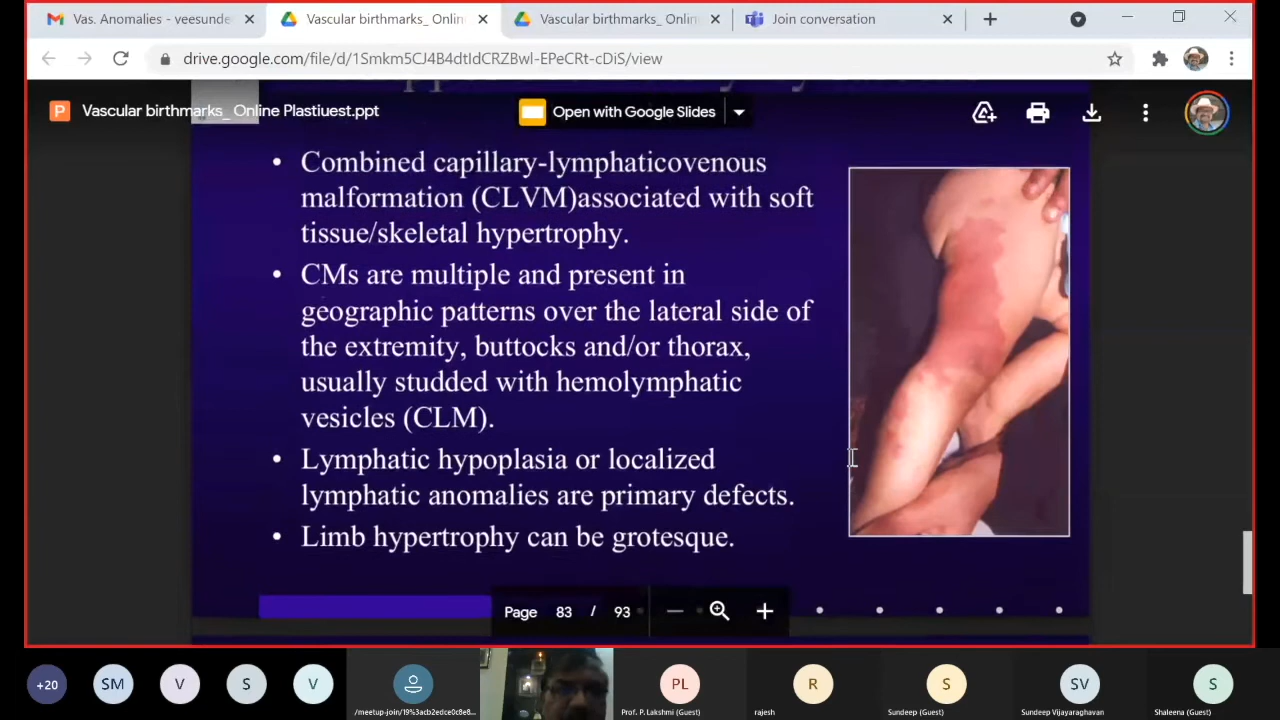 Vas. Anomalies - veesunde
Vascular birthmarks_ Onlin
Vascular birthmarks_ Onlin
Join conversation
drive.google.com/file/d/1Smkm5CJ4B4dtIdCRZBwl-EPeCRt-cDiS/view
P
Vascular birthmarks_ Online Plastiuest.ppt
Open with Google Slides
• Combined capillary-lymphaticovenous
malformation (CLVM)associated with soft
tissue/skeletal hypertrophy.
• CMs are multiple and present in
geographic patterns over the lateral side of
the extremity, buttocks and/or thorax,
usually studded with hemolymphatic
vesicles (CLM).
• Lymphatic hypoplasia or localized
lymphatic anomalies are primary defects.
• Limb hypertrophy can be grotesque.
Page 83 / 93
+20
SM
V
S
V
PL
R
S
SV
S
/meetup-join/19%3acb2edce0c8e8...
Prof. P. Lakshmi (Guest)
rajesh
Sundeep (Guest)
Sundeep Vijayaraghavan
Shaleena (Guest)